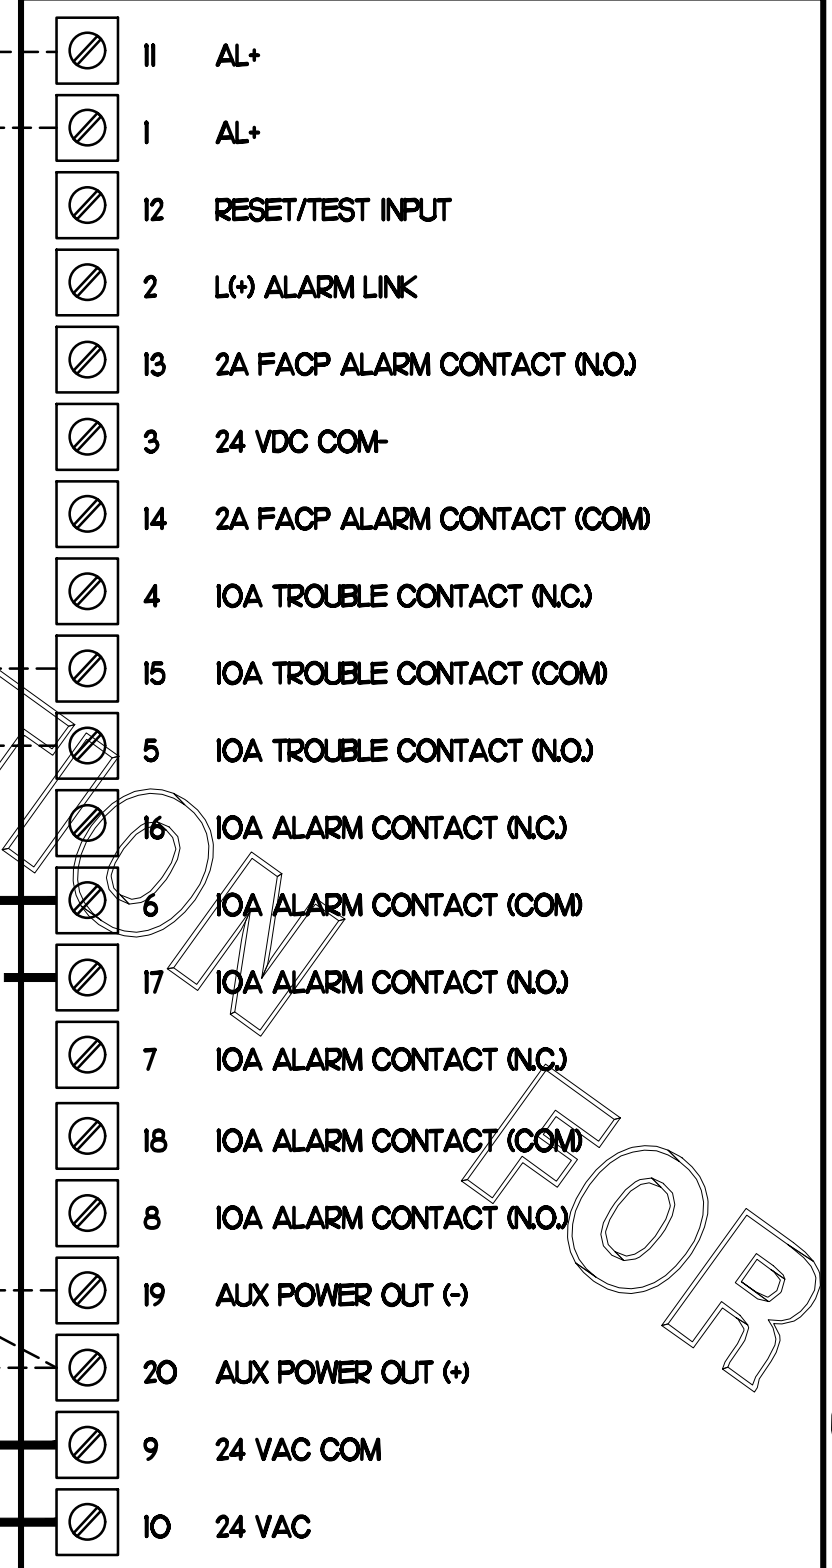 11 AL+
1 AL+
12 RESET/TEST INPUT
2 L(+) ALARM LINK
13 2A FACP ALARM CONTACT (N.O.)
3 24 VDC COM-
14 2A FACP ALARM CONTACT (COM)
4 10A TROUBLE CONTACT (N.C.)
15 10A TROUBLE CONTACT (COM)
5 10A TROUBLE CONTACT (N.O.)
16 10A ALARM CONTACT (N.C.)
6 10A ALARM CONTACT (COM)
17 10A ALARM CONTACT (N.O.)
7 10A ALARM CONTACT (N.C.)
18 10A ALARM CONTACT (COM)
8 10A ALARM CONTACT (N.O.)
19 AUX POWER OUT (-)
20 AUX POWER OUT (+)
9 24 VAC COM
10 24 VAC
FOR